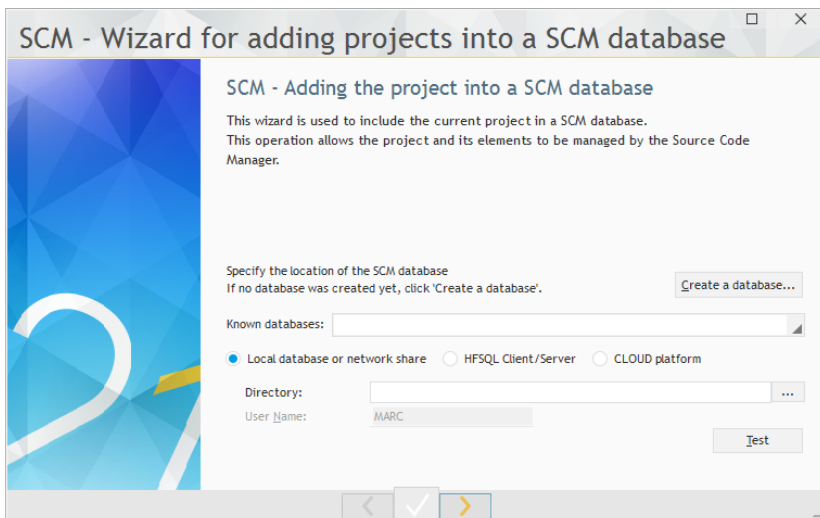 SCM - Wizard for adding projects into a SCM database
SCM - Adding the project into a SCM database
This wizard is used to include the current project in a SCM database.
This operation allows the project and its elements to be managed by the Source Code
Manager.
Specify the location of the SCM database
If no database was created yet, click 'Create a database'.
Create a database...
Known databases:
Local database or network share
HFSQL Client/Server
CLOUD platform
Directory:
...
User Name:
MARC
Test